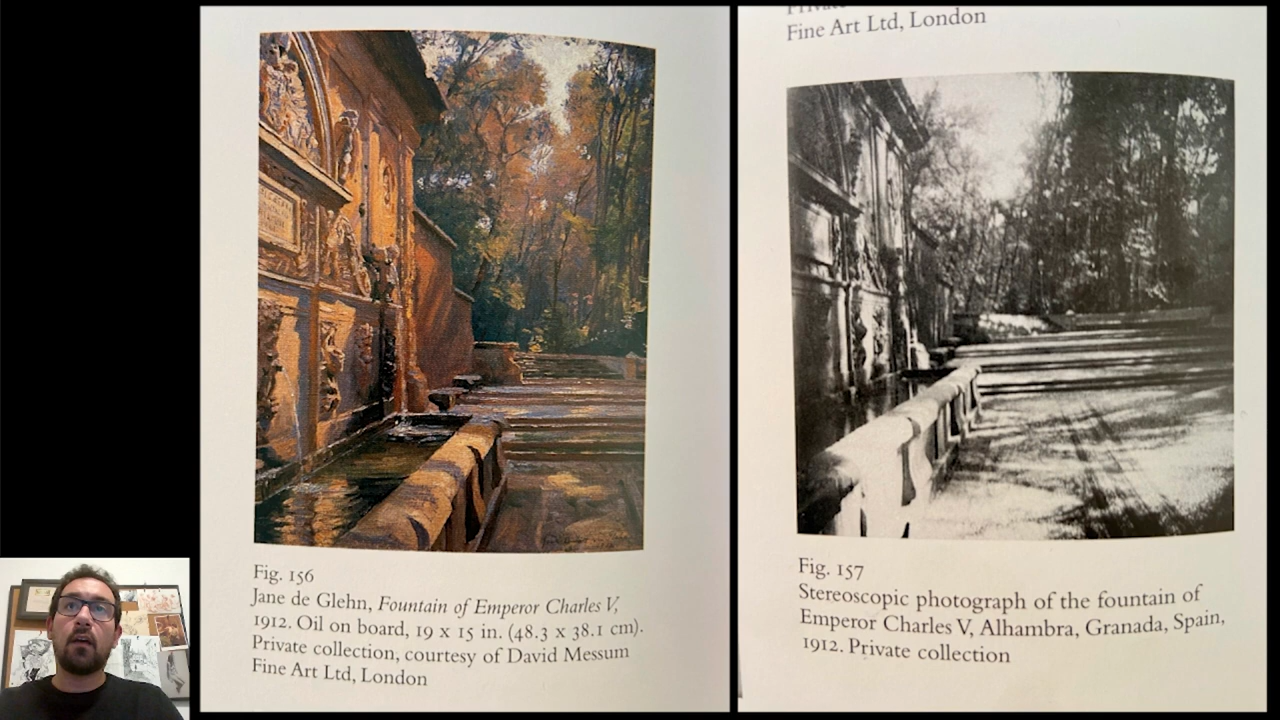 Fig. 156
Jane de Glehn, Fountain of Emperor Charles V,
1912. Oil on board, 19 x 15 in. (48.3 x 38.1 cm).
Private collection, courtesy of David Messum
Fine Art Ltd, London
Fine Art Ltd, London
Fig. 157
Stereoscopic photograph of the fountain of
Emperor Charles V, Alhambra, Granada, Spain,
1912. Private collection